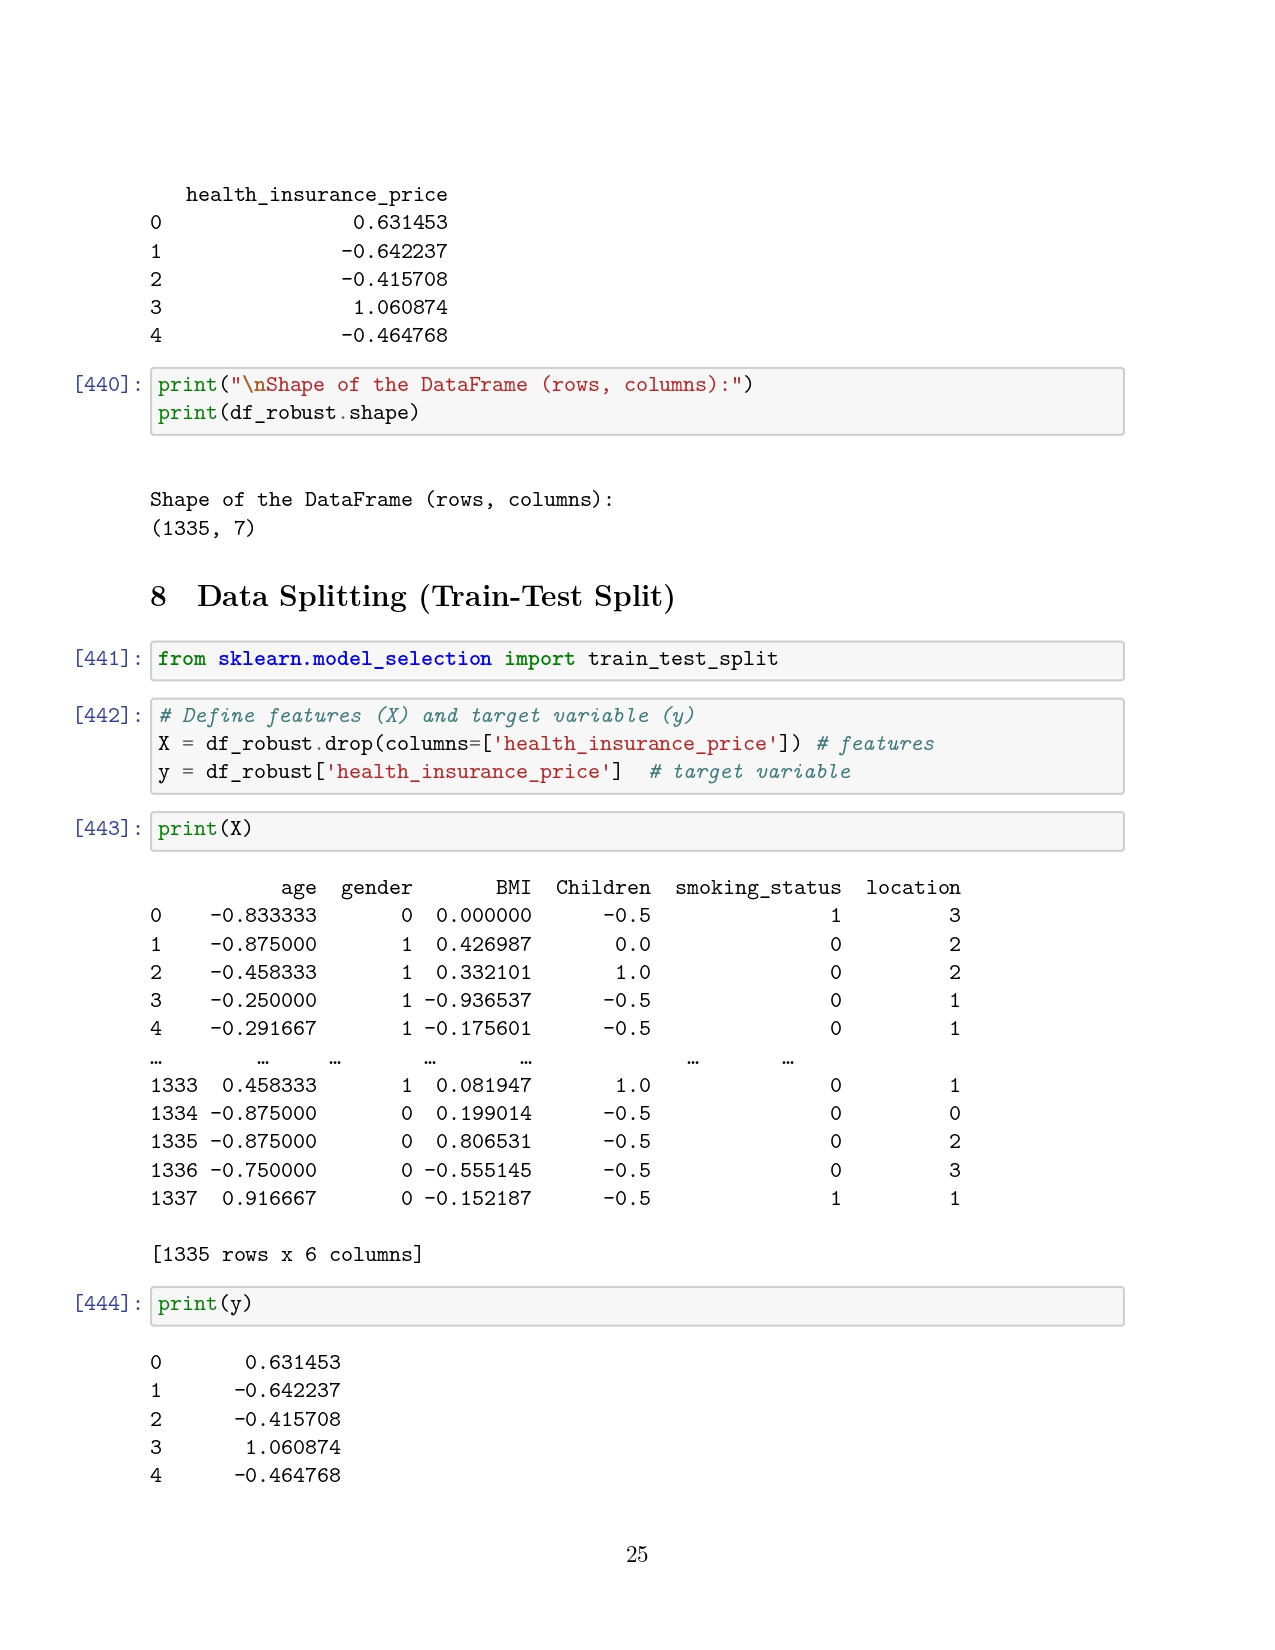 health_insurance_price
0                0.631453
1               -0.642237
2               -0.415708
3                1.060874
4               -0.464768
[440]: print("\nShape of the DataFrame (rows, columns):")
print(df_robust.shape)
Shape of the DataFrame (rows, columns):
(1335, 7)
8 Data Splitting (Train-Test Split)
[441]: from sklearn.model_selection import train_test_split
[442]: # Define features (X) and target variable (y)
X = df_robust.drop(columns=['health_insurance_price']) # features
y = df_robust['health_insurance_price']  # target variable
[443]: print(X)
           age  gender       BMI  Children  smoking_status  location
0    -0.833333       0  0.000000      -0.5               1         3
1    -0.875000       1  0.426987       0.0               0         2
2    -0.458333       1  0.332101       1.0               0         2
3    -0.250000       1 -0.936537      -0.5               0         1
4    -0.291667       1 -0.175601      -0.5               0         1
…        …     …       …       …             …       …
1333  0.458333       1  0.081947       1.0               0         1
1334 -0.875000       0  0.199014      -0.5               0         0
1335 -0.875000       0  0.806531      -0.5               0         2
1336 -0.750000       0 -0.555145      -0.5               0         3
1337  0.916667       0 -0.152187      -0.5               1         1
[1335 rows x 6 columns]
[444]: print(y)
0       0.631453
1      -0.642237
2      -0.415708
3       1.060874
4      -0.464768
25